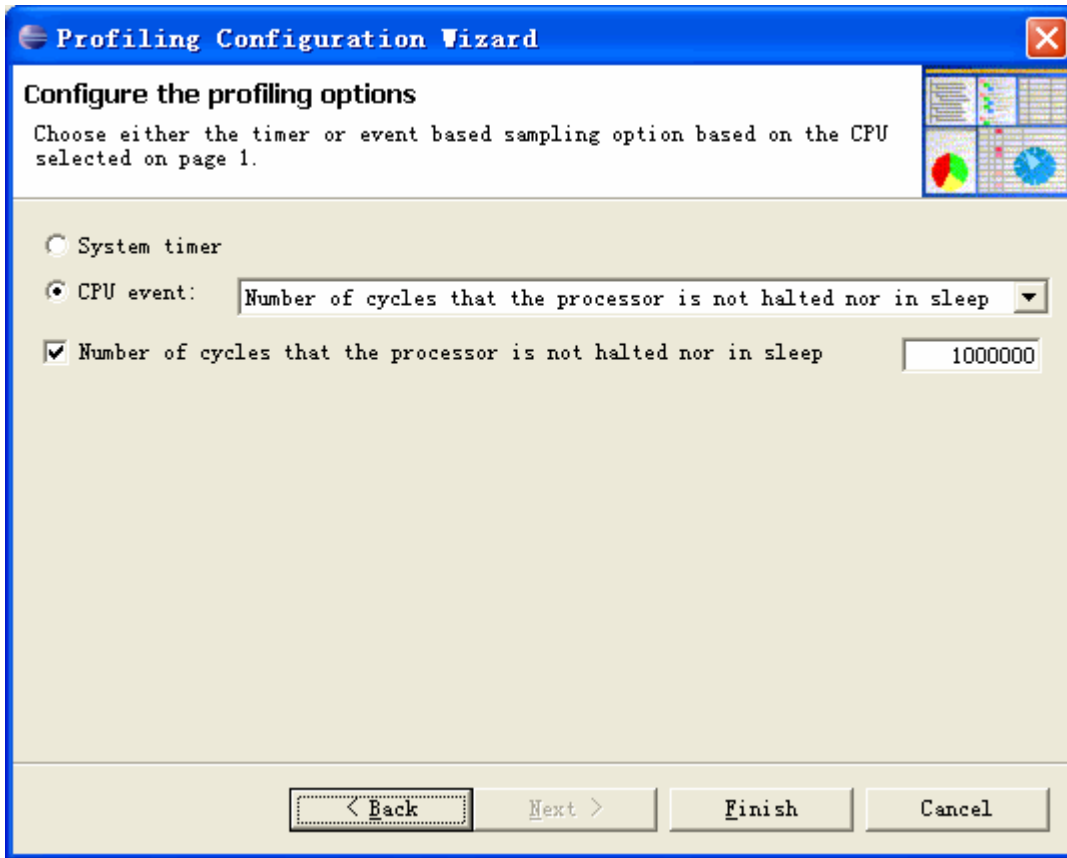 Profiling Configuration Wizard
Configure the profiling options
Choose either the timer or event based sampling option based on the CPU
selected on page 1.
System timer
CPU event: Number of cycles that the processor is not halted nor in sleep
Number of cycles that the processor is not halted nor in sleep 1000000
< Back Next > Finish Cancel